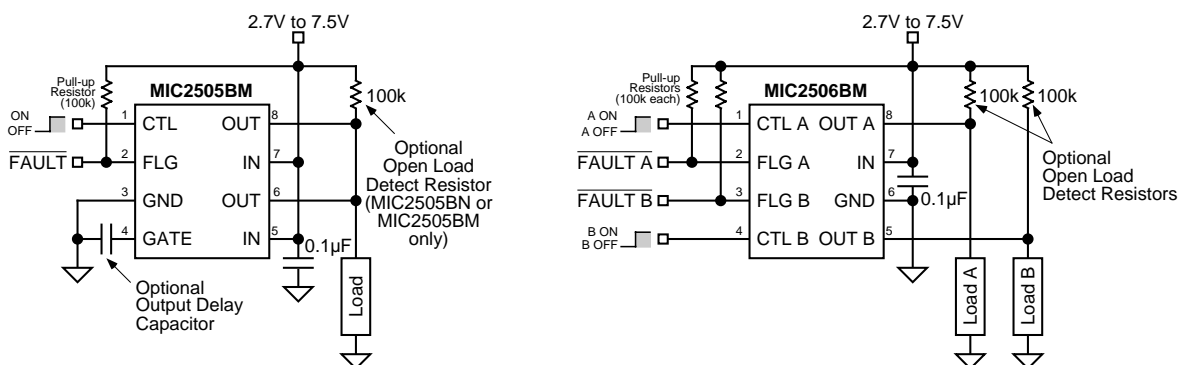 2.7V to 7.5V
Pull-up
Resistor
(100k)
MIC2505BM
100k
ON
OFF
1 CTL OUT 8
FAULT
2 FLG IN 7
3 GND OUT 6
4 GATE IN 5
Optional
Open Load
Detect Resistor
(MIC2505BN or
MIC2505BM
only)
0.1µF
Load
Optional
Output Delay
Capacitor
2.7V to 7.5V
Pull-up
Resistors
(100k each)
MIC2506BM
100k
100k
A ON
A OFF
1 CTL A OUT A 8
FAULT A
2 FLG A IN 7
FAULT B
3 FLG B GND 6
B ON
B OFF
4 CTL B OUT B 5
0.1µF
Optional
Open Load
Detect Resistors
Load A
Load B